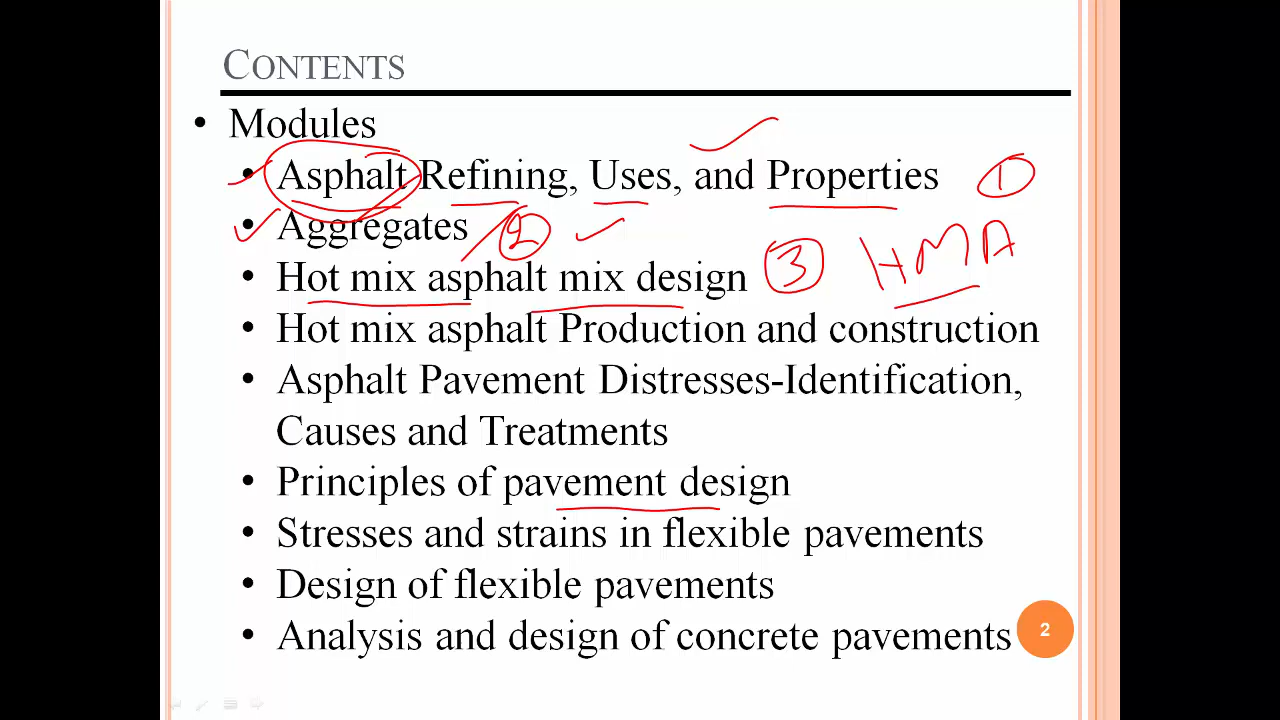 CONTENTS
• Modules
• Asphalt Refining, Uses, and Properties 1
• Aggregates 2
• Hot mix asphalt mix design 3 HMA
• Hot mix asphalt Production and construction
• Asphalt Pavement Distresses-Identification,
Causes and Treatments
• Principles of pavement design
• Stresses and strains in flexible pavements
• Design of flexible pavements
• Analysis and design of concrete pavements
2